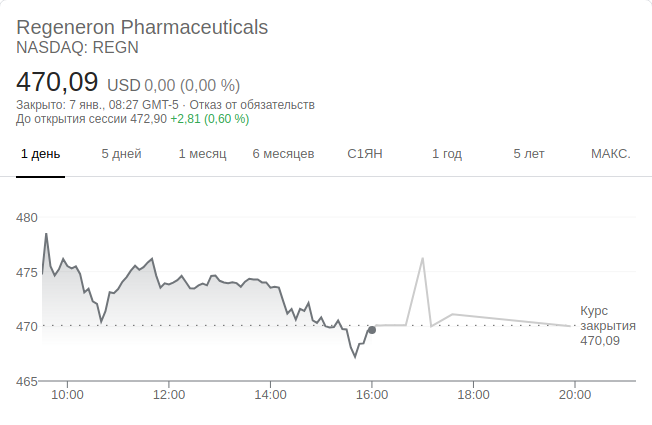 Regeneron Pharmaceuticals
NASDAQ: REGN
470,09 USD 0,00 (0,00 %)
Закрыто: 7 янв., 08:27 GMT-5 · Отказ от обязательств
До открытия сессии 472,90 +2,81 (0,60 %)
1 день 5 дней 1 месяц 6 месяцев С1ЯН 1 год 5 лет МАКС.
480
475
470
465
Курс
закрытия
470,09
10:00 12:00 14:00 16:00 18:00 20:00